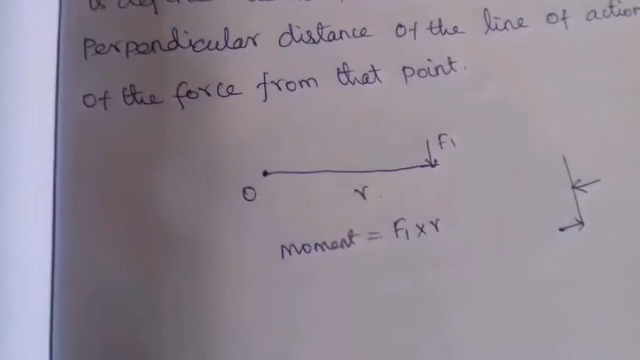 Perpendicular distance of the line of action
of the force from that point.
F1
O
r
moment = F1 × r